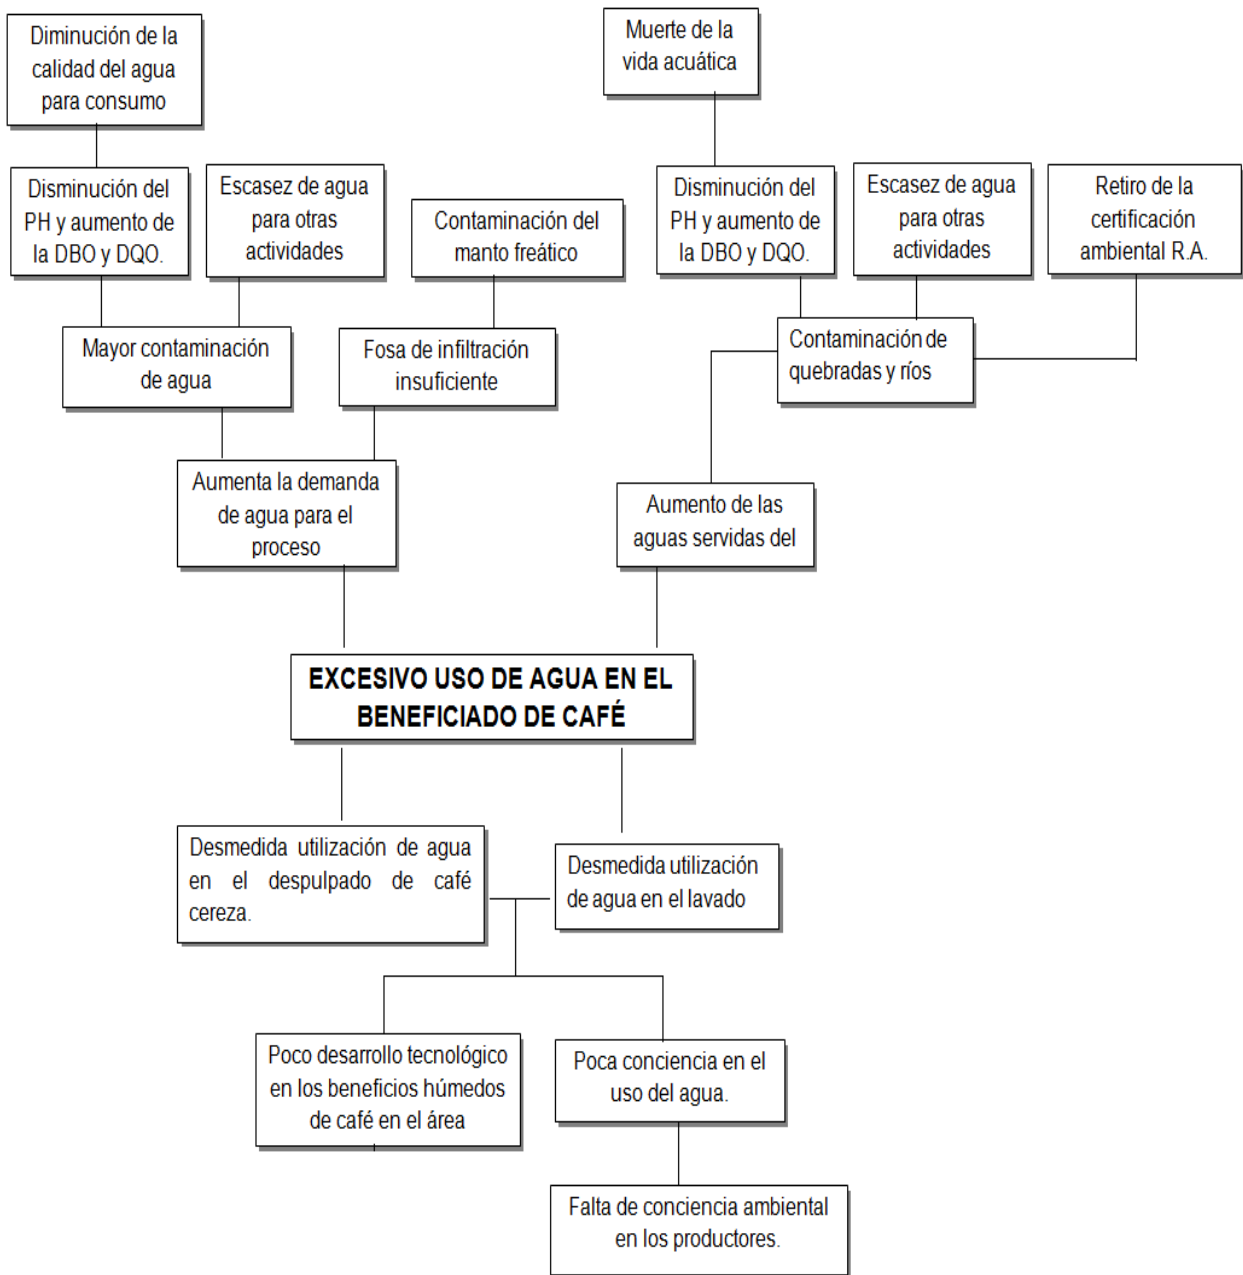 Diminución de la
calidad del agua
para consumo
Muerte de la
vida acuática
Disminución del
PH y aumento de
la DBO y DQO.
Escasez de agua
para otras
actividades
Contaminación del
manto freático
Disminución del
PH y aumento de
la DBO y DQO.
Escasez de agua
para otras
actividades
Retiro de la
certificación
ambiental R.A.
Mayor contaminación
de agua
Fosa de infiltración
insuficiente
Contaminación de
quebradas y ríos
Aumenta la demanda
de agua para el
proceso
Aumento de las
aguas servidas del
EXCESIVO USO DE AGUA EN EL
BENEFICIADO DE CAFÉ
Desmedida utilización de agua
en el despulpado de café
cereza.
Desmedida utilización
de agua en el lavado
Poco desarrollo tecnológico
en los beneficios húmedos
de café en el área
Poca conciencia en el
uso del agua.
Falta de conciencia ambiental
en los productores.